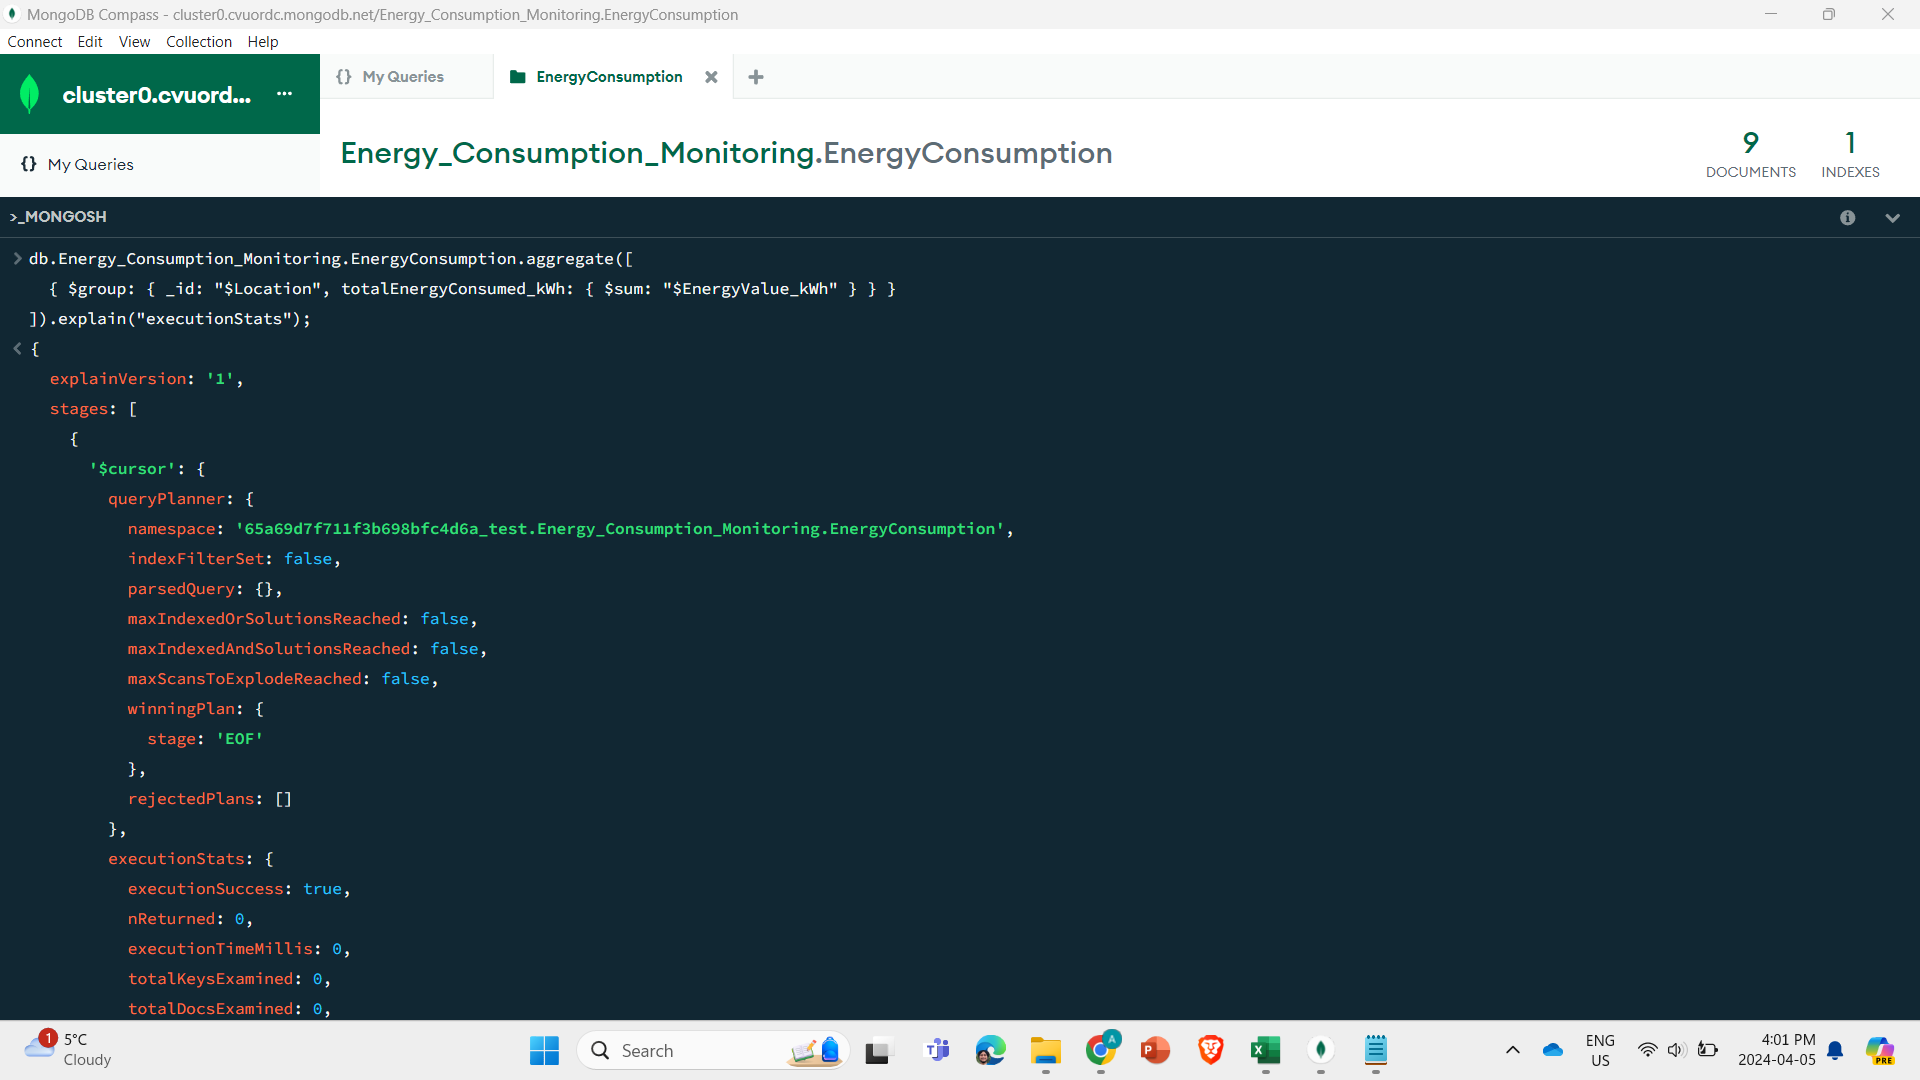 MongoDB Compass - cluster0.cvuordc.mongodb.net/Energy_Consumption_Monitoring.EnergyConsumption
Connect Edit View Collection Help
cluster0.cvuord... ...
{} My Queries
EnergyConsumption
{} My Queries
Energy_Consumption_Monitoring.EnergyConsumption
9
DOCUMENTS
1
INDEXES
>_MONGOSH
db.Energy_Consumption_Monitoring.EnergyConsumption.aggregate([
{ $group: { _id: "$Location", totalEnergyConsumed_kWh: { $sum: "$EnergyValue_kWh" } } }
]).explain("executionStats");
{
explainVersion: '1',
stages: [
{
'$cursor': {
queryPlanner: {
namespace: '65a69d7f711f3b698bfc4d6a_test.Energy_Consumption_Monitoring.EnergyConsumption',
indexFilterSet: false,
parsedQuery: {},
maxIndexedOrSolutionsReached: false,
maxIndexedAndSolutionsReached: false,
maxScansToExplodeReached: false,
winningPlan: {
stage: 'EOF'
},
rejectedPlans: []
},
executionStats: {
executionSuccess: true,
nReturned: 0,
executionTimeMillis: 0,
totalKeysExamined: 0,
totalDocsExamined: 0,
1
5°C
Cloudy
Search
A
ENG
US
4:01 PM
2024-04-05
PRE